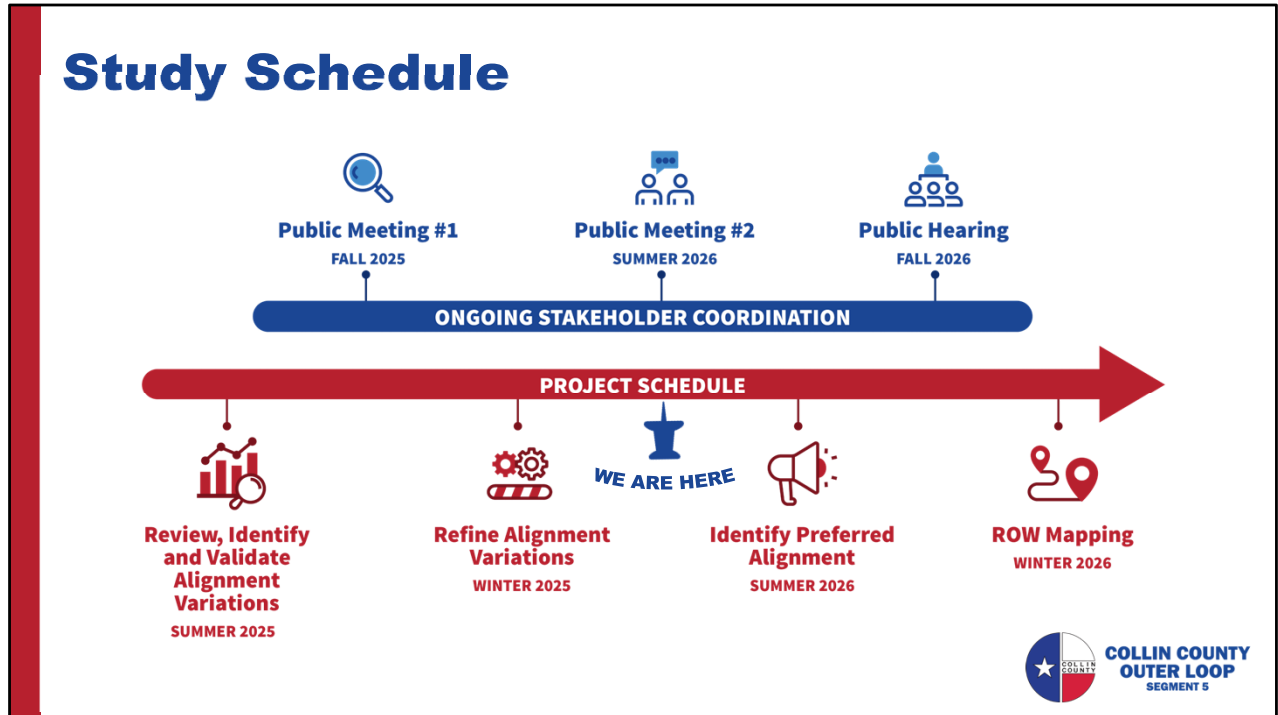 Study Schedule
Public Meeting #1
FALL 2025
Public Meeting #2
SUMMER 2026
Public Hearing
FALL 2026
ONGOING STAKEHOLDER COORDINATION
PROJECT SCHEDULE
WE ARE HERE
Review, Identify
and Validate
Alignment
Variations
SUMMER 2025
Refine Alignment
Variations
WINTER 2025
Identify Preferred
Alignment
SUMMER 2026
ROW Mapping
WINTER 2026
COLLIN
COUNTY
COLLIN COUNTY
OUTER LOOP
SEGMENT 5